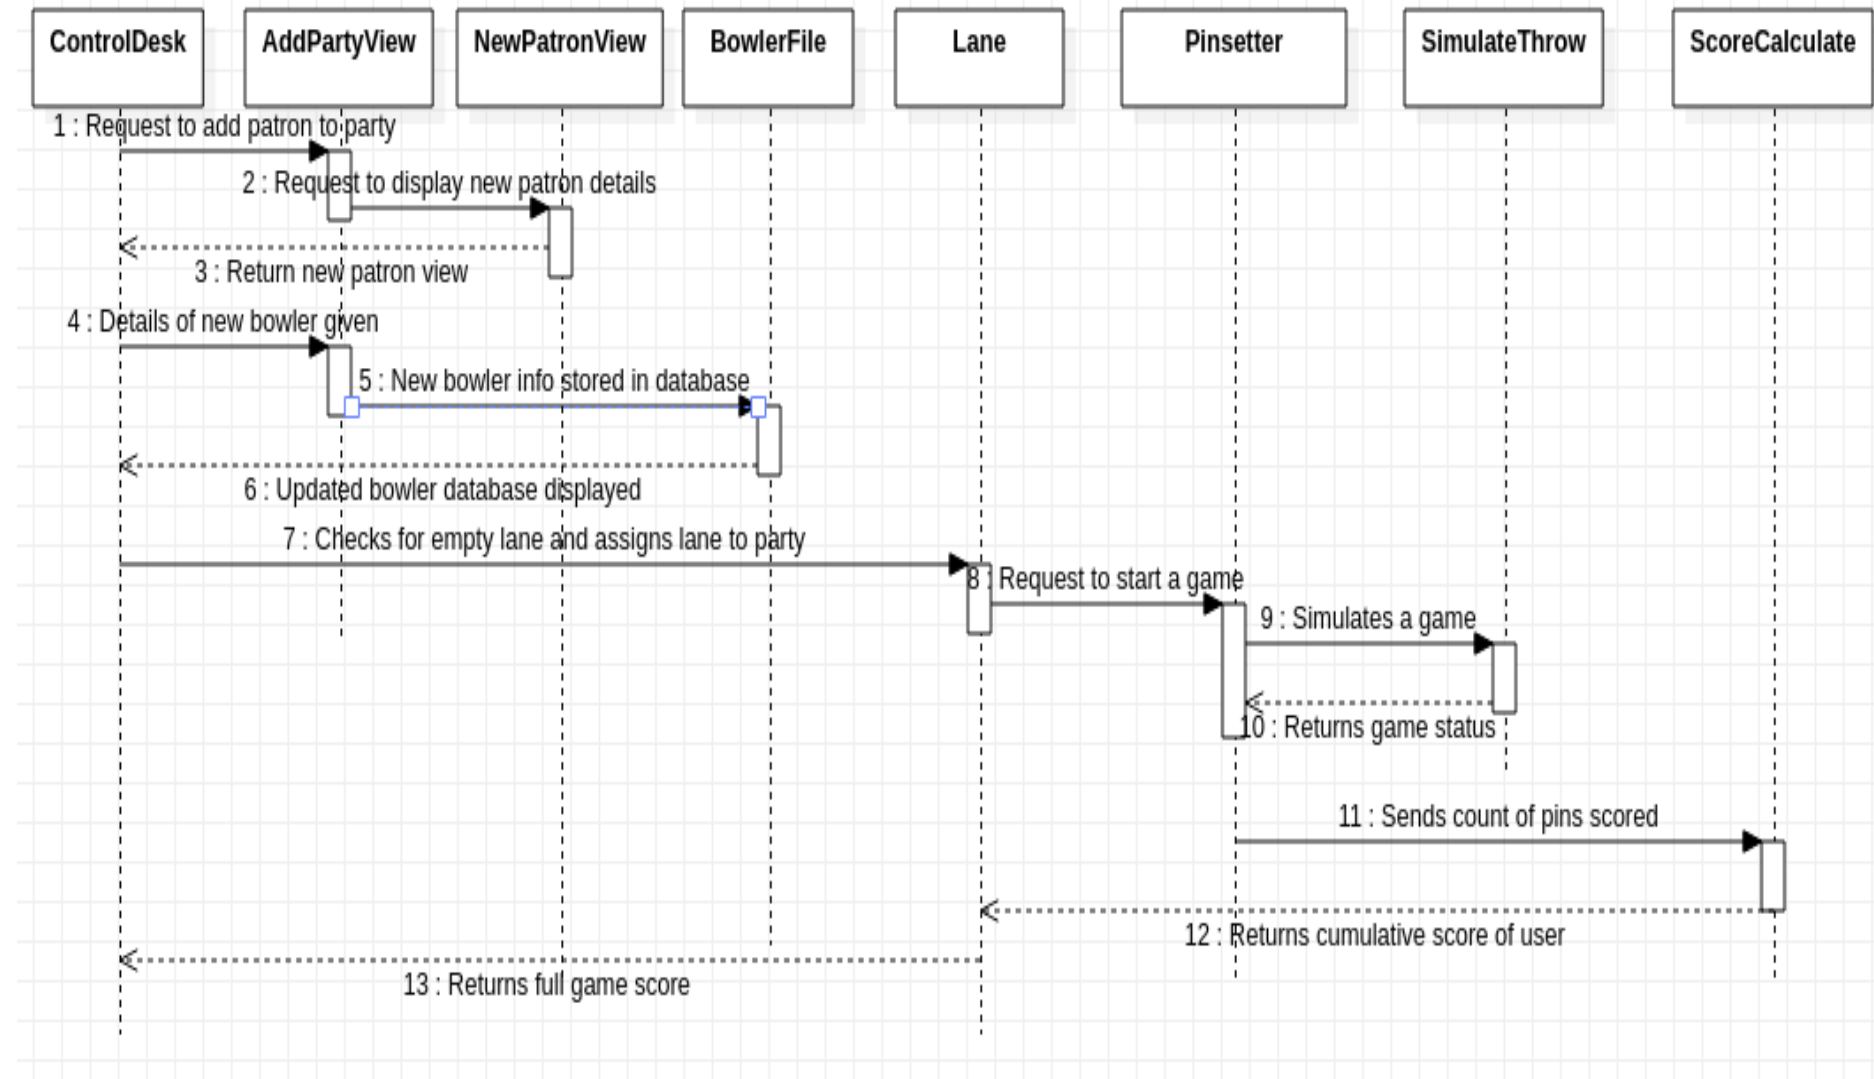 ControlDesk
AddPartyView
NewPatronView
BowlerFile
Lane
Pinsetter
SimulateThrow
ScoreCalculate
1 : Request to add patron to party
2 : Request to display new patron details
3 : Return new patron view
4 : Details of new bowler given
5 : New bowler info stored in database
6 : Updated bowler database displayed
7 : Checks for empty lane and assigns lane to party
8 : Request to start a game
9 : Simulates a game
10 : Returns game status
11 : Sends count of pins scored
12 : Returns cumulative score of user
13 : Returns full game score